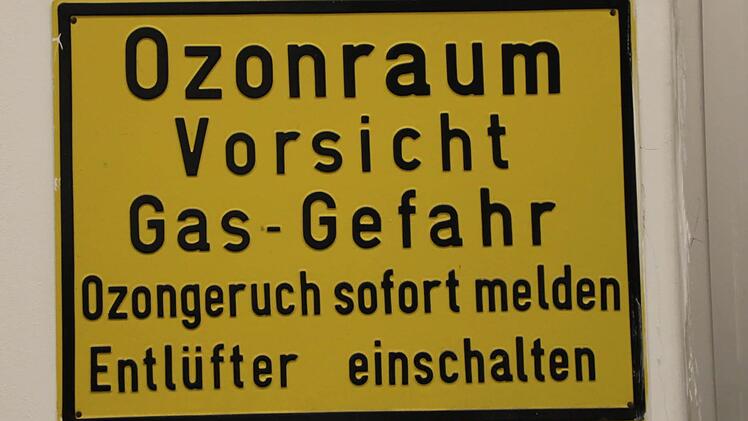 Ozonraum
Vorsicht
Gas-Gefahr
Ozongeruch sofort melden
Entlüfter einschalten